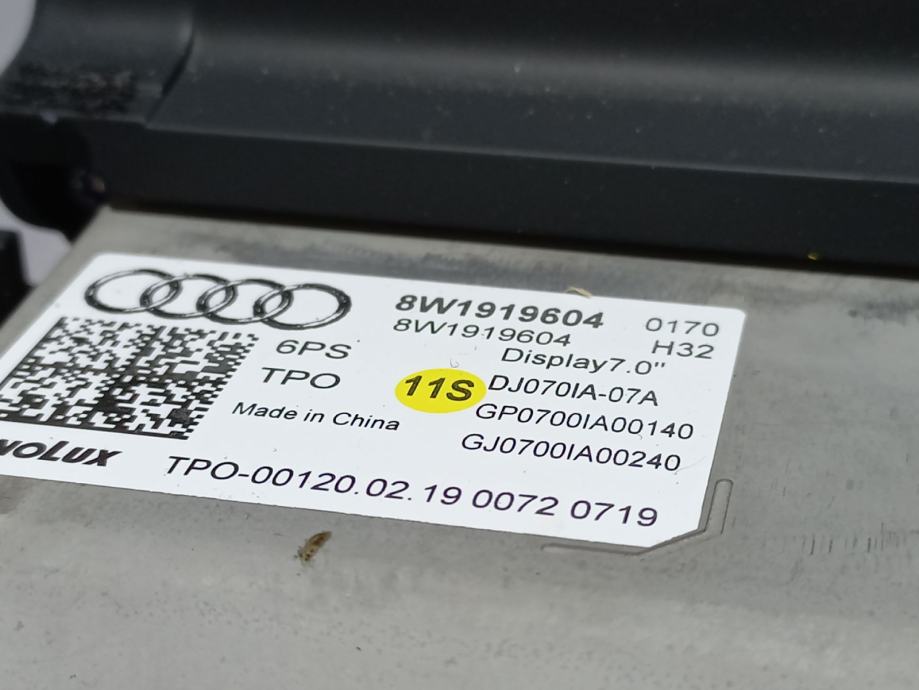 8W1919604 0170
8W1919604 H32
6PS Display7.0"
TPO 11S DJ070IA-07A
Made in China GP0700IA00140
GJ0700IA00240
NOLUX
TPO-00120.02.19 0072 0719